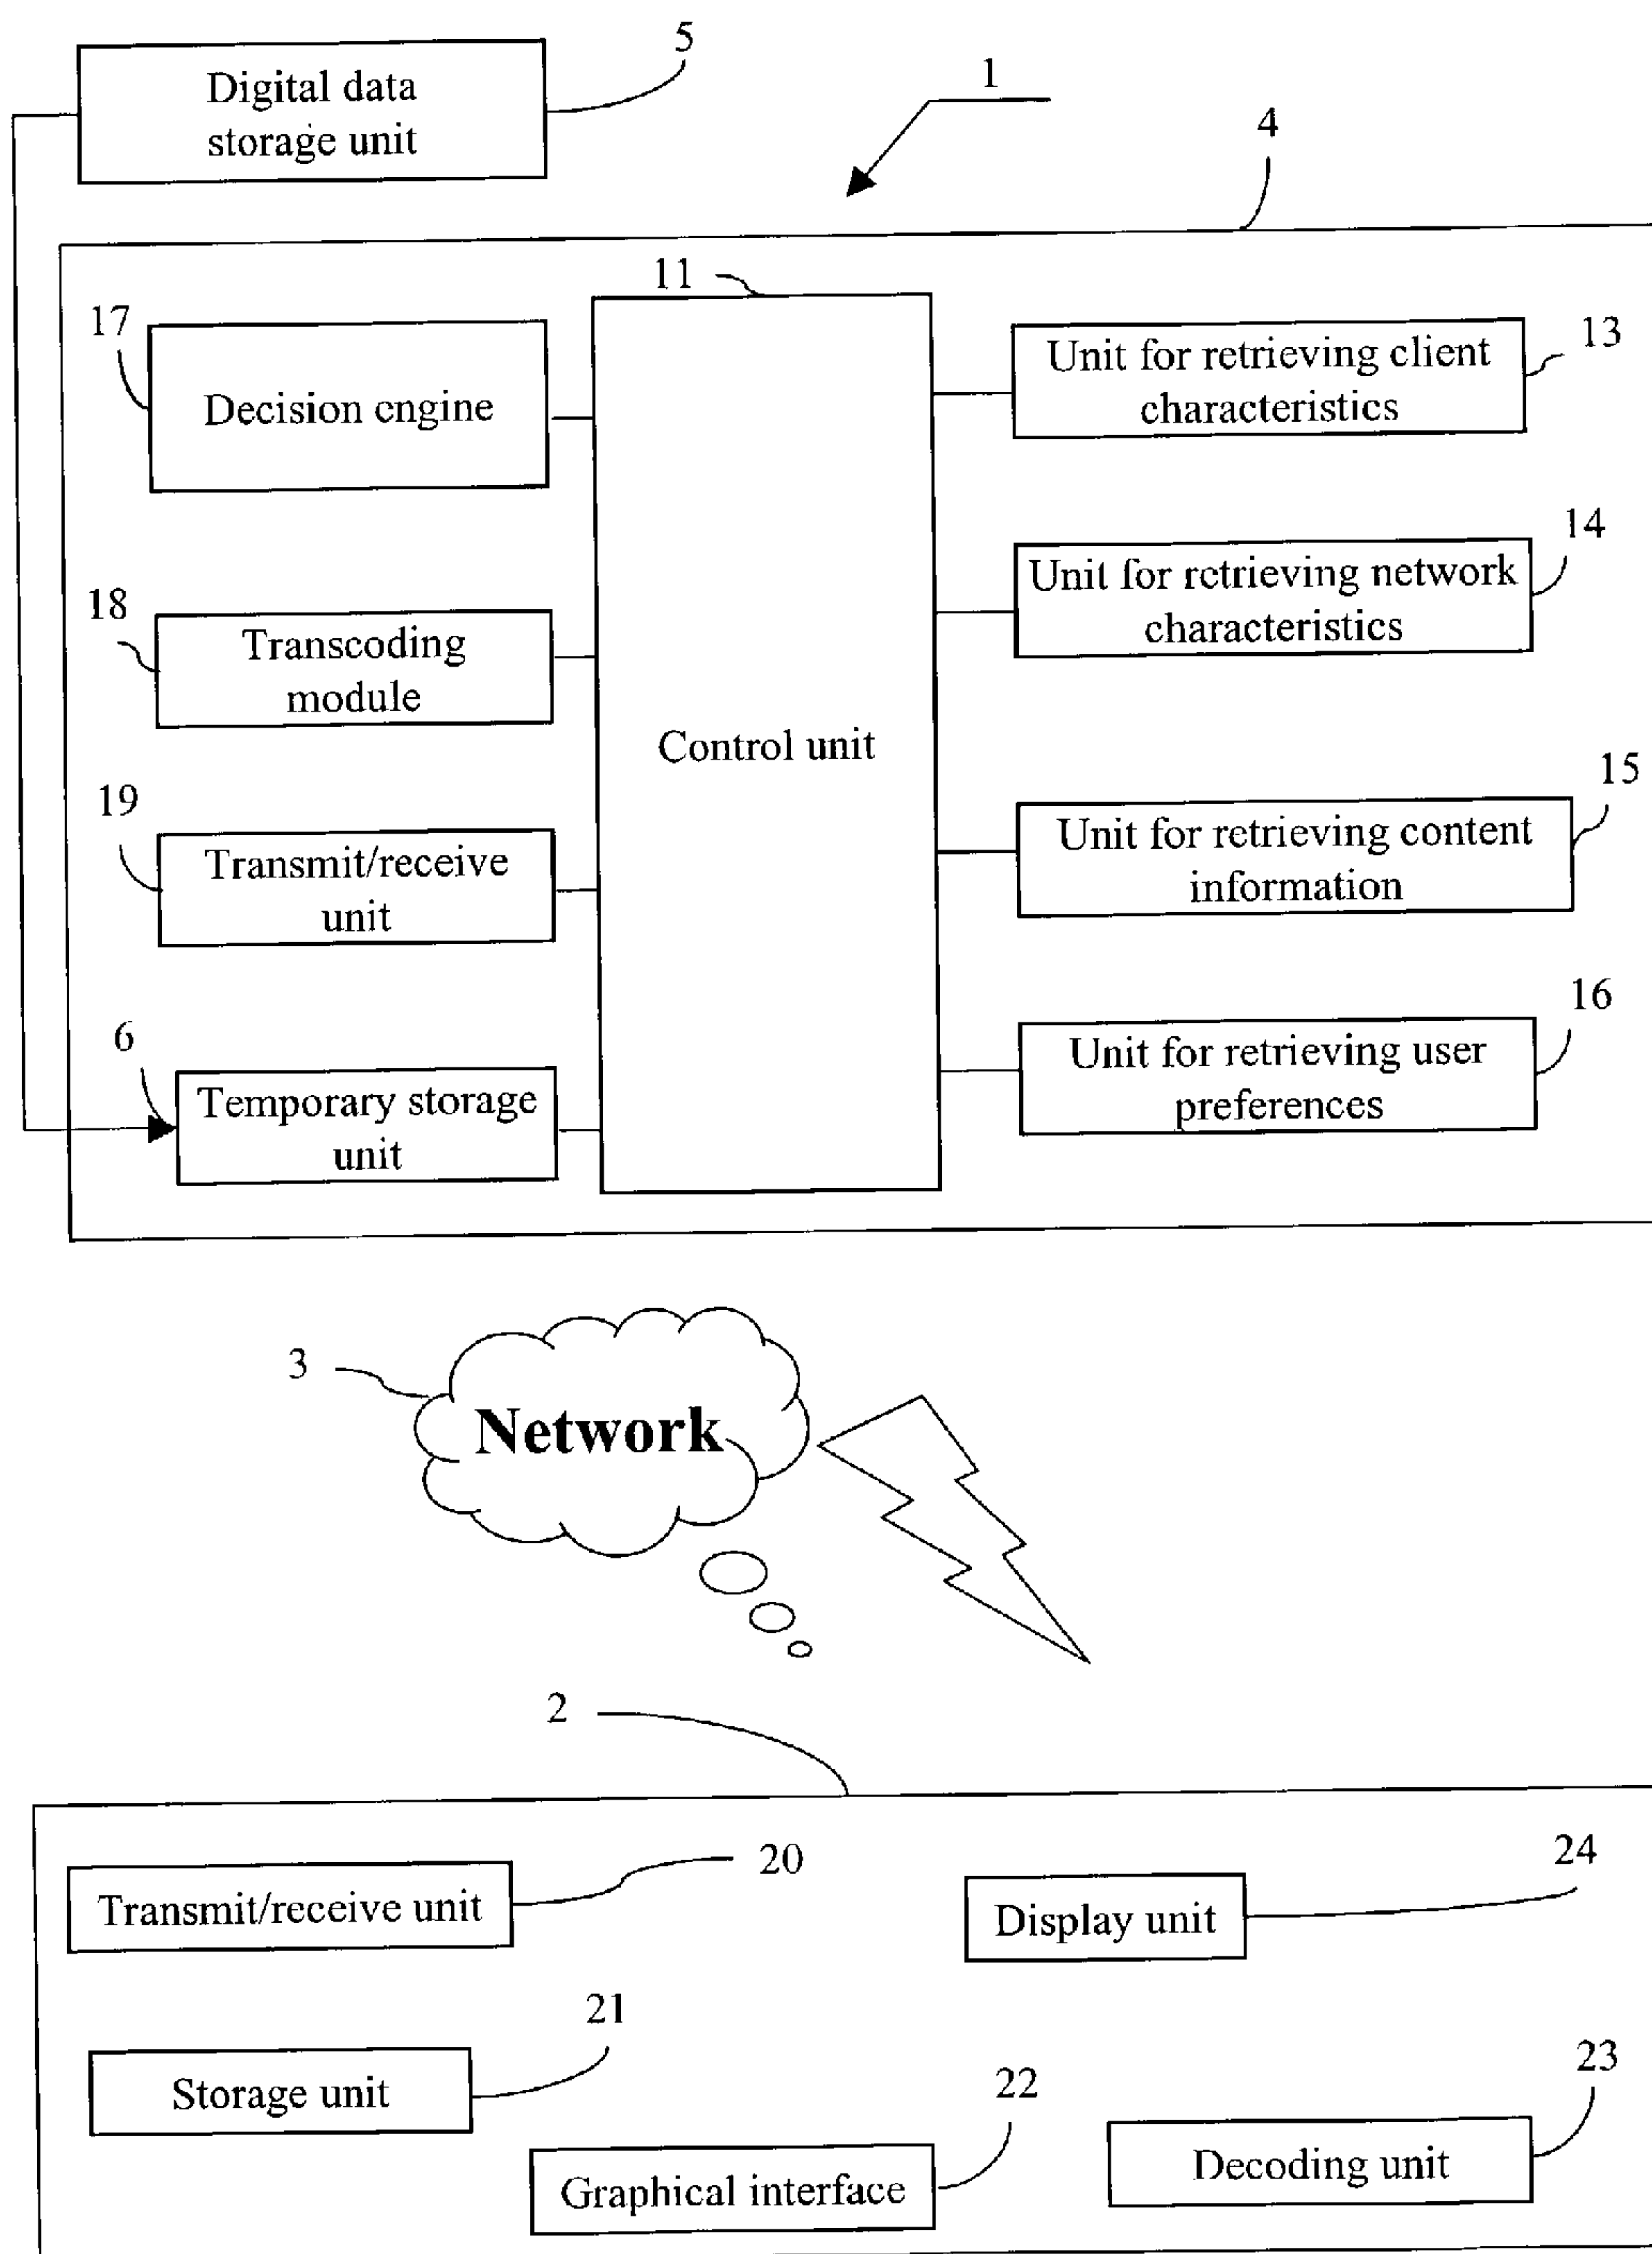 5
Digital data
storage unit
1
4
11
17
Decision engine
13
Unit for retrieving client
characteristics
14
Unit for retrieving network
characteristics
18
Transcoding
module
Control unit
15
19
Transmit/receive
unit
Unit for retrieving content
information
16
6
Temporary storage
unit
Unit for retrieving user
preferences
3
Network
2
20
Transmit/receive unit
24
Display unit
21
Storage unit
22
Graphical interface
23
Decoding unit